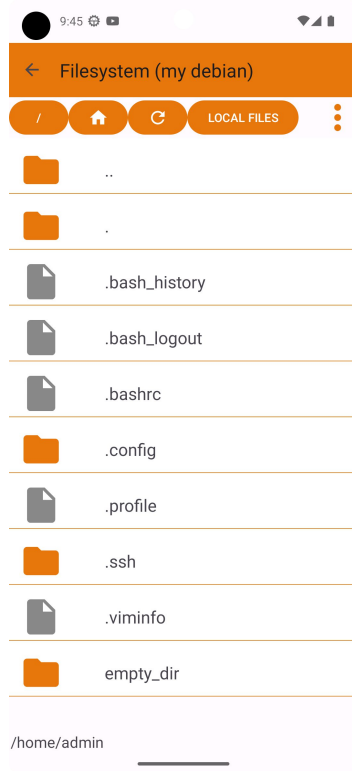 9:45
Filesystem (my debian)
/
LOCAL FILES
..
.
.bash_history
.bash_logout
.bashrc
.config
.profile
.ssh
.viminfo
empty_dir
/home/admin